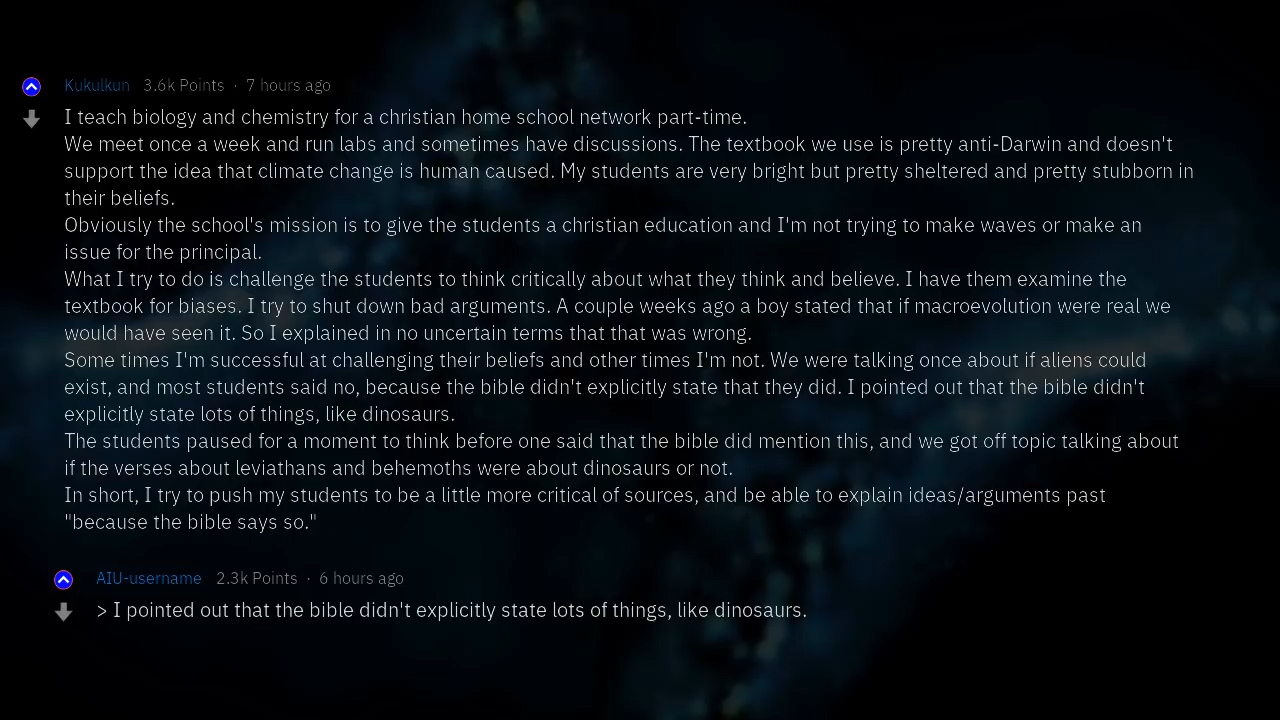 Kukulkun 3.6k Points · 7 hours ago
I teach biology and chemistry for a christian home school network part-time.
We meet once a week and run labs and sometimes have discussions. The textbook we use is pretty anti-Darwin and doesn't
support the idea that climate change is human caused. My students are very bright but pretty sheltered and pretty stubborn in
their beliefs.
Obviously the school's mission is to give the students a christian education and I'm not trying to make waves or make an
issue for the principal.
What I try to do is challenge the students to think critically about what they think and believe. I have them examine the
textbook for biases. I try to shut down bad arguments. A couple weeks ago a boy stated that if macroevolution were real we
would have seen it. So I explained in no uncertain terms that that was wrong.
Some times I'm successful at challenging their beliefs and other times I'm not. We were talking once about if aliens could
exist, and most students said no, because the bible didn't explicitly state that they did. I pointed out that the bible didn't
explicitly state lots of things, like dinosaurs.
The students paused for a moment to think before one said that the bible did mention this, and we got off topic talking about
if the verses about leviathans and behemoths were about dinosaurs or not.
In short, I try to push my students to be a little more critical of sources, and be able to explain ideas/arguments past
"because the bible says so."
AIU-username 2.3k Points · 6 hours ago
> I pointed out that the bible didn't explicitly state lots of things, like dinosaurs.